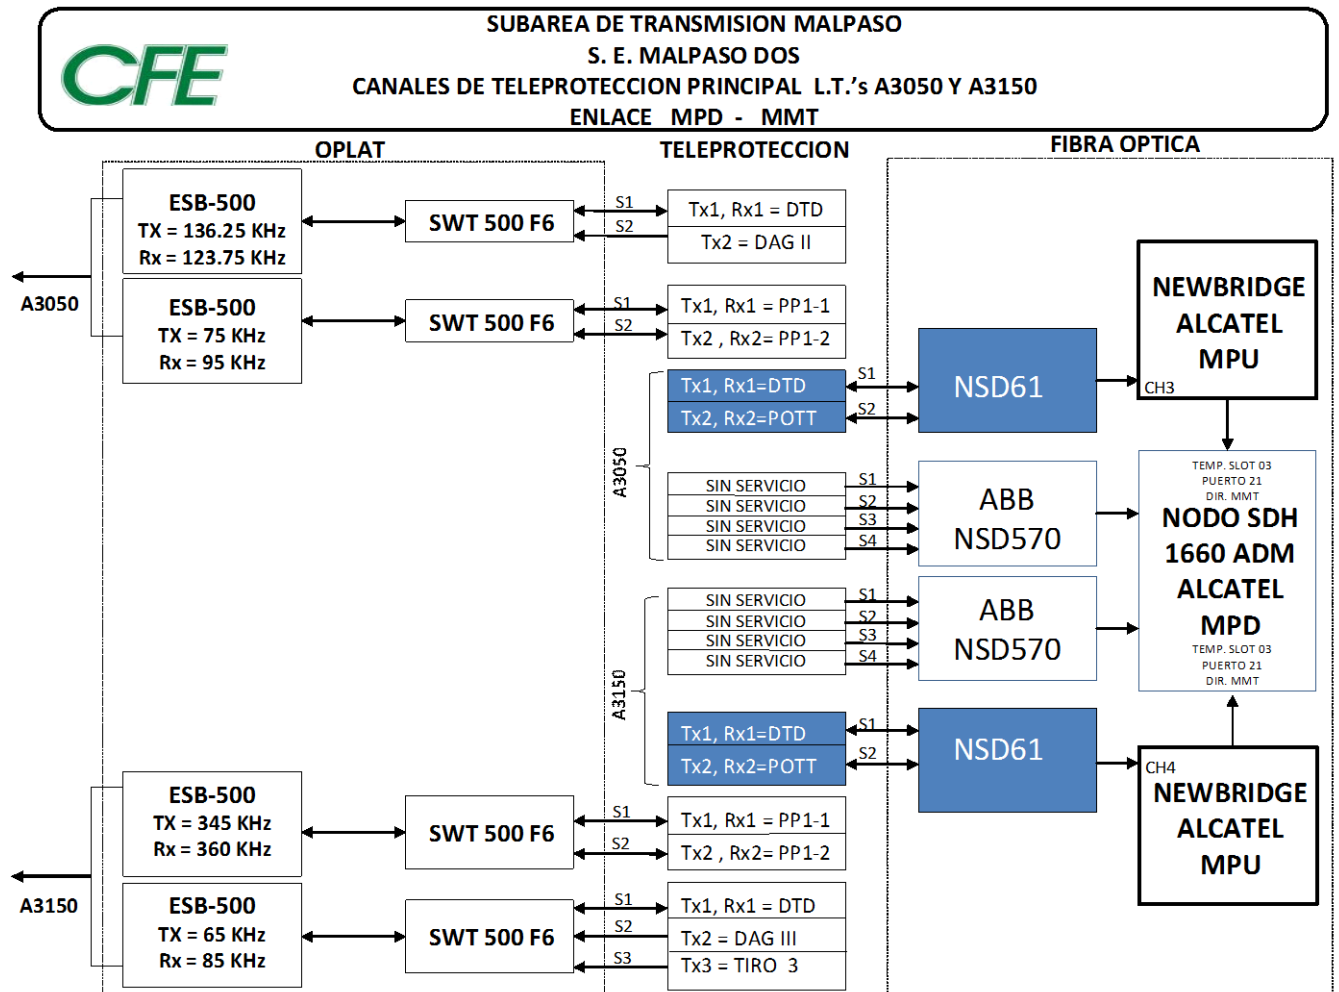 SUBAREA DE TRANSMISION MALPASO
CFE
S. E. MALPASO DOS
CANALES DE TELEPROTECCION PRINCIPAL L.T.'s A3050 Y A3150
ENLACE MPD - MMT
OPLAT
TELEPROTECCION
FIBRA OPTICA
A3050
ESB-500
TX = 136.25 KHz
Rx = 123.75 KHz
SWT 500 F6
S1
S2
Tx1, Rx1 = DTD
Tx2 = DAG II
ESB-500
TX = 75 KHz
Rx = 95 KHz
SWT 500 F6
S1
S2
Tx1, Rx1 = PP1-1
Tx2 , Rx2= PP1-2
A3050
Tx1, Rx1=DTD
Tx2, Rx2=POTT
S1
S2
NSD61
NEWBRIDGE
ALCATEL
MPU
CH3
SIN SERVICIO
SIN SERVICIO
SIN SERVICIO
SIN SERVICIO
S1
S2
S3
S4
ABB
NSD570
TEMP. SLOT 03
PUERTO 21
DIR. MMT
NODO SDH
1660 ADM
ALCATEL
MPD
TEMP. SLOT 03
PUERTO 21
DIR. MMT
A3150
SIN SERVICIO
SIN SERVICIO
SIN SERVICIO
SIN SERVICIO
S1
S2
S3
S4
ABB
NSD570
Tx1, Rx1=DTD
Tx2, Rx2=POTT
S1
S2
NSD61
CH4
NEWBRIDGE
ALCATEL
MPU
A3150
ESB-500
TX = 345 KHz
Rx = 360 KHz
SWT 500 F6
S1
S2
Tx1, Rx1 = PP1-1
Tx2 , Rx2= PP1-2
ESB-500
TX = 65 KHz
Rx = 85 KHz
SWT 500 F6
S1
S2
S3
Tx1, Rx1 = DTD
Tx2 = DAG III
Tx3 = TIRO 3